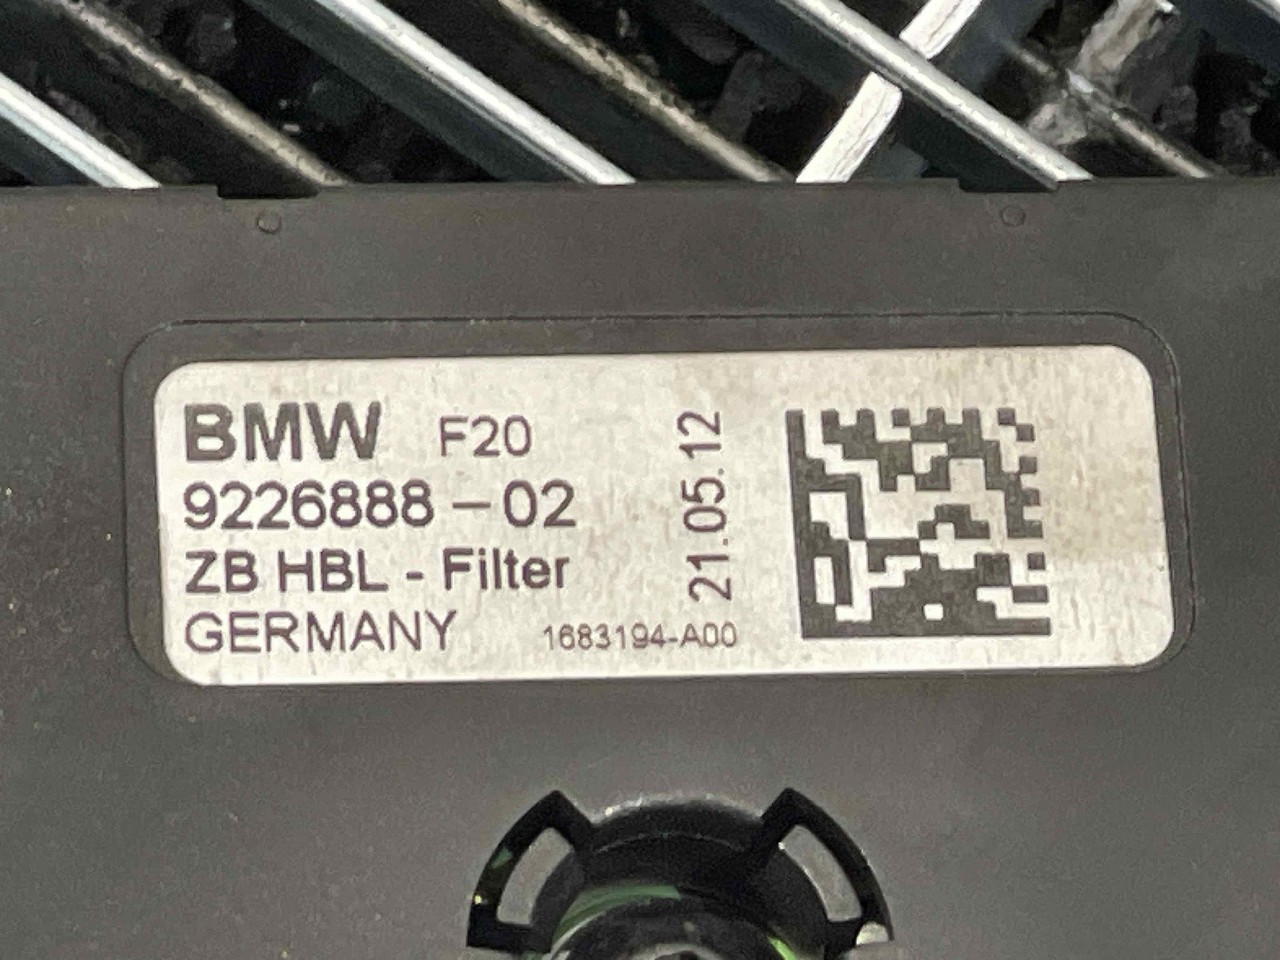 BMW F20
9226888-02
ZB HBL - Filter
GERMANY 1683194-A00
21.05.12